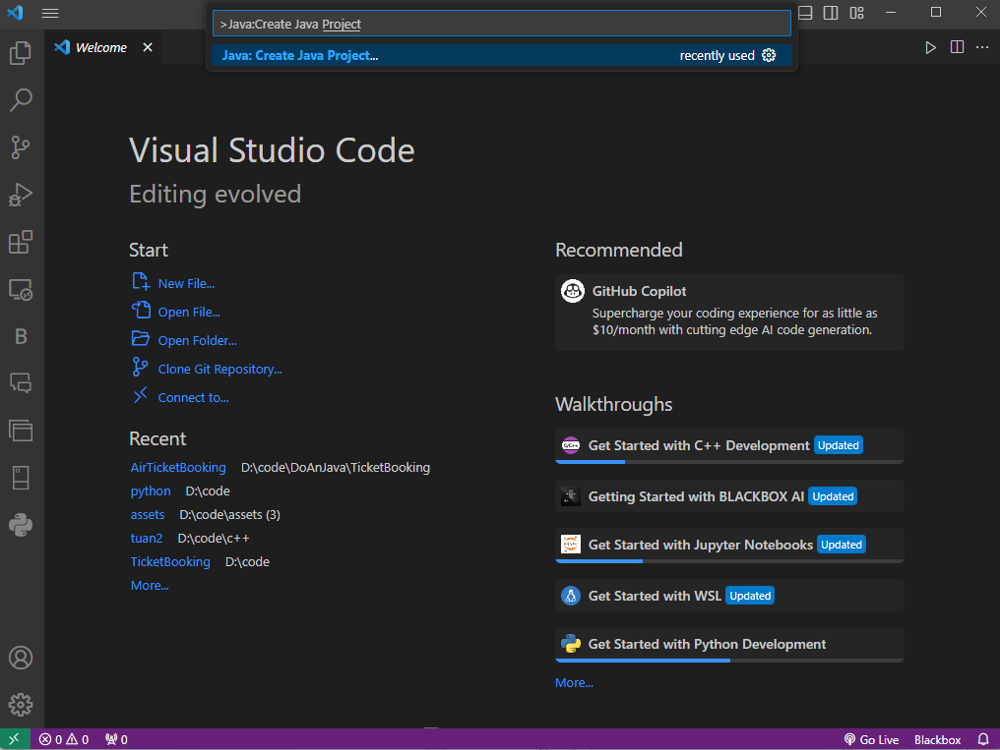 >Java:Create Java Project
Java: Create Java Project...
recently used
Welcome
Visual Studio Code
Editing evolved
Start
New File...
Open File...
Open Folder...
Clone Git Repository...
Connect to...
Recent
AirTicketBooking D:\code\DoAnJava\TicketBooking
python D:\code
assets D:\code\assets (3)
tuan2 D:\code\c++
TicketBooking D:\code
More...
Recommended
GitHub Copilot
Supercharge your coding experience for as little as
$10/month with cutting edge AI code generation.
Walkthroughs
C/C++ Get Started with C++ Development Updated
Getting Started with BLACKBOX AI Updated
Get Started with Jupyter Notebooks Updated
Get Started with WSL Updated
Get Started with Python Development
More...
B
0 0 0
Go Live Blackbox